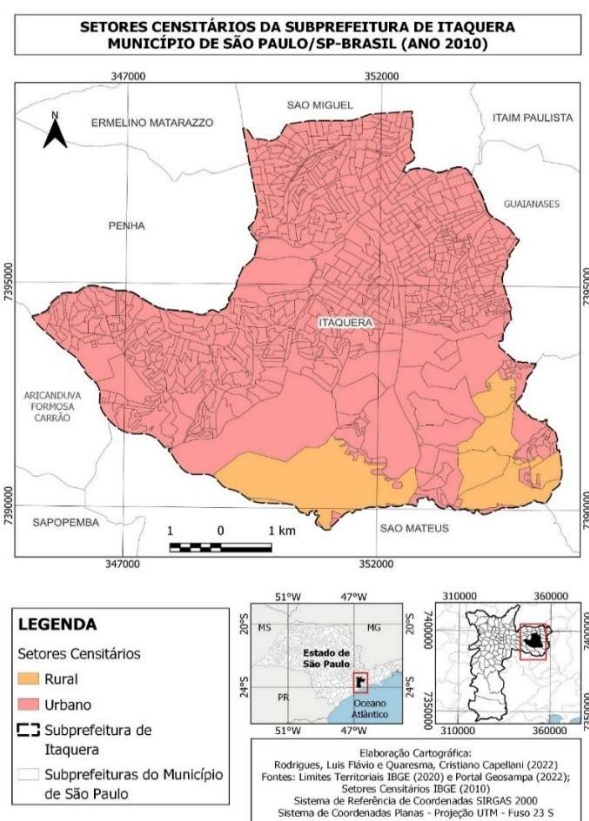 SETORES CENSITÁRIOS DA SUBPREFEITURA DE ITAQUERA
MUNICÍPIO DE SÃO PAULO/SP-BRASIL (ANO 2010)
347000
352000
SAO MIGUEL
ERMELINO MATARAZZO
ITAIM PAULISTA
N
GUAIANASES
PENHA
7395000
7395000
ITAQUERA
ARICANDUVA
FORMOSA
CARRÃO
7390000
7390000
SAPOPEMBA
1 0 1 km
SAO MATEUS
347000
352000
LEGENDA
Setores Censitários
Rural
Urbano
Subprefeitura de
Itaquera
Subprefeituras do Município
de São Paulo
51°W
47°W
20°S
20°S
MS
MG
Estado de
São Paulo
24°S
24°S
PR
Oceano
Atlântico
51°W
47°W
310000
360000
7400000
7400000
7350000
7350000
310000
360000
Elaboração Cartográfica:
Rodrigues, Luis Flávio e Quaresma, Cristiano Capellani (2022)
Fontes: Limites Territoriais IBGE (2020) e Portal Geosampa (2022);
Setores Censitários IBGE (2010)
Sistema de Referência de Coordenadas SIRGAS 2000
Sistema de Coordenadas Planas - Projeção UTM - Fuso 23 S